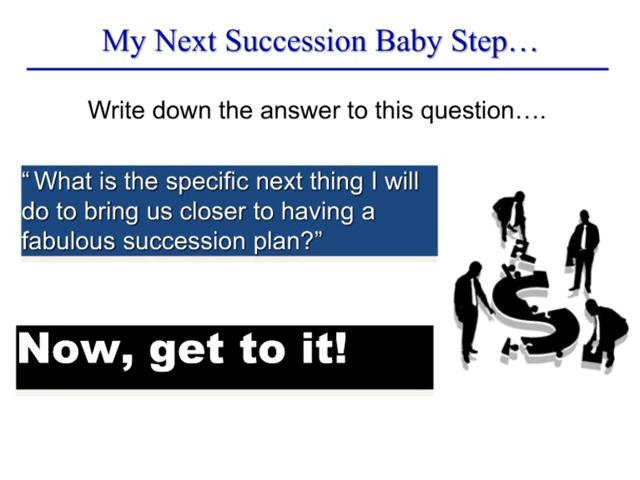 My Next Succession Baby Step…
Write down the answer to this question….
“ What is the specific next thing I will
do to bring us closer to having a
fabulous succession plan?”
Now, get to it!